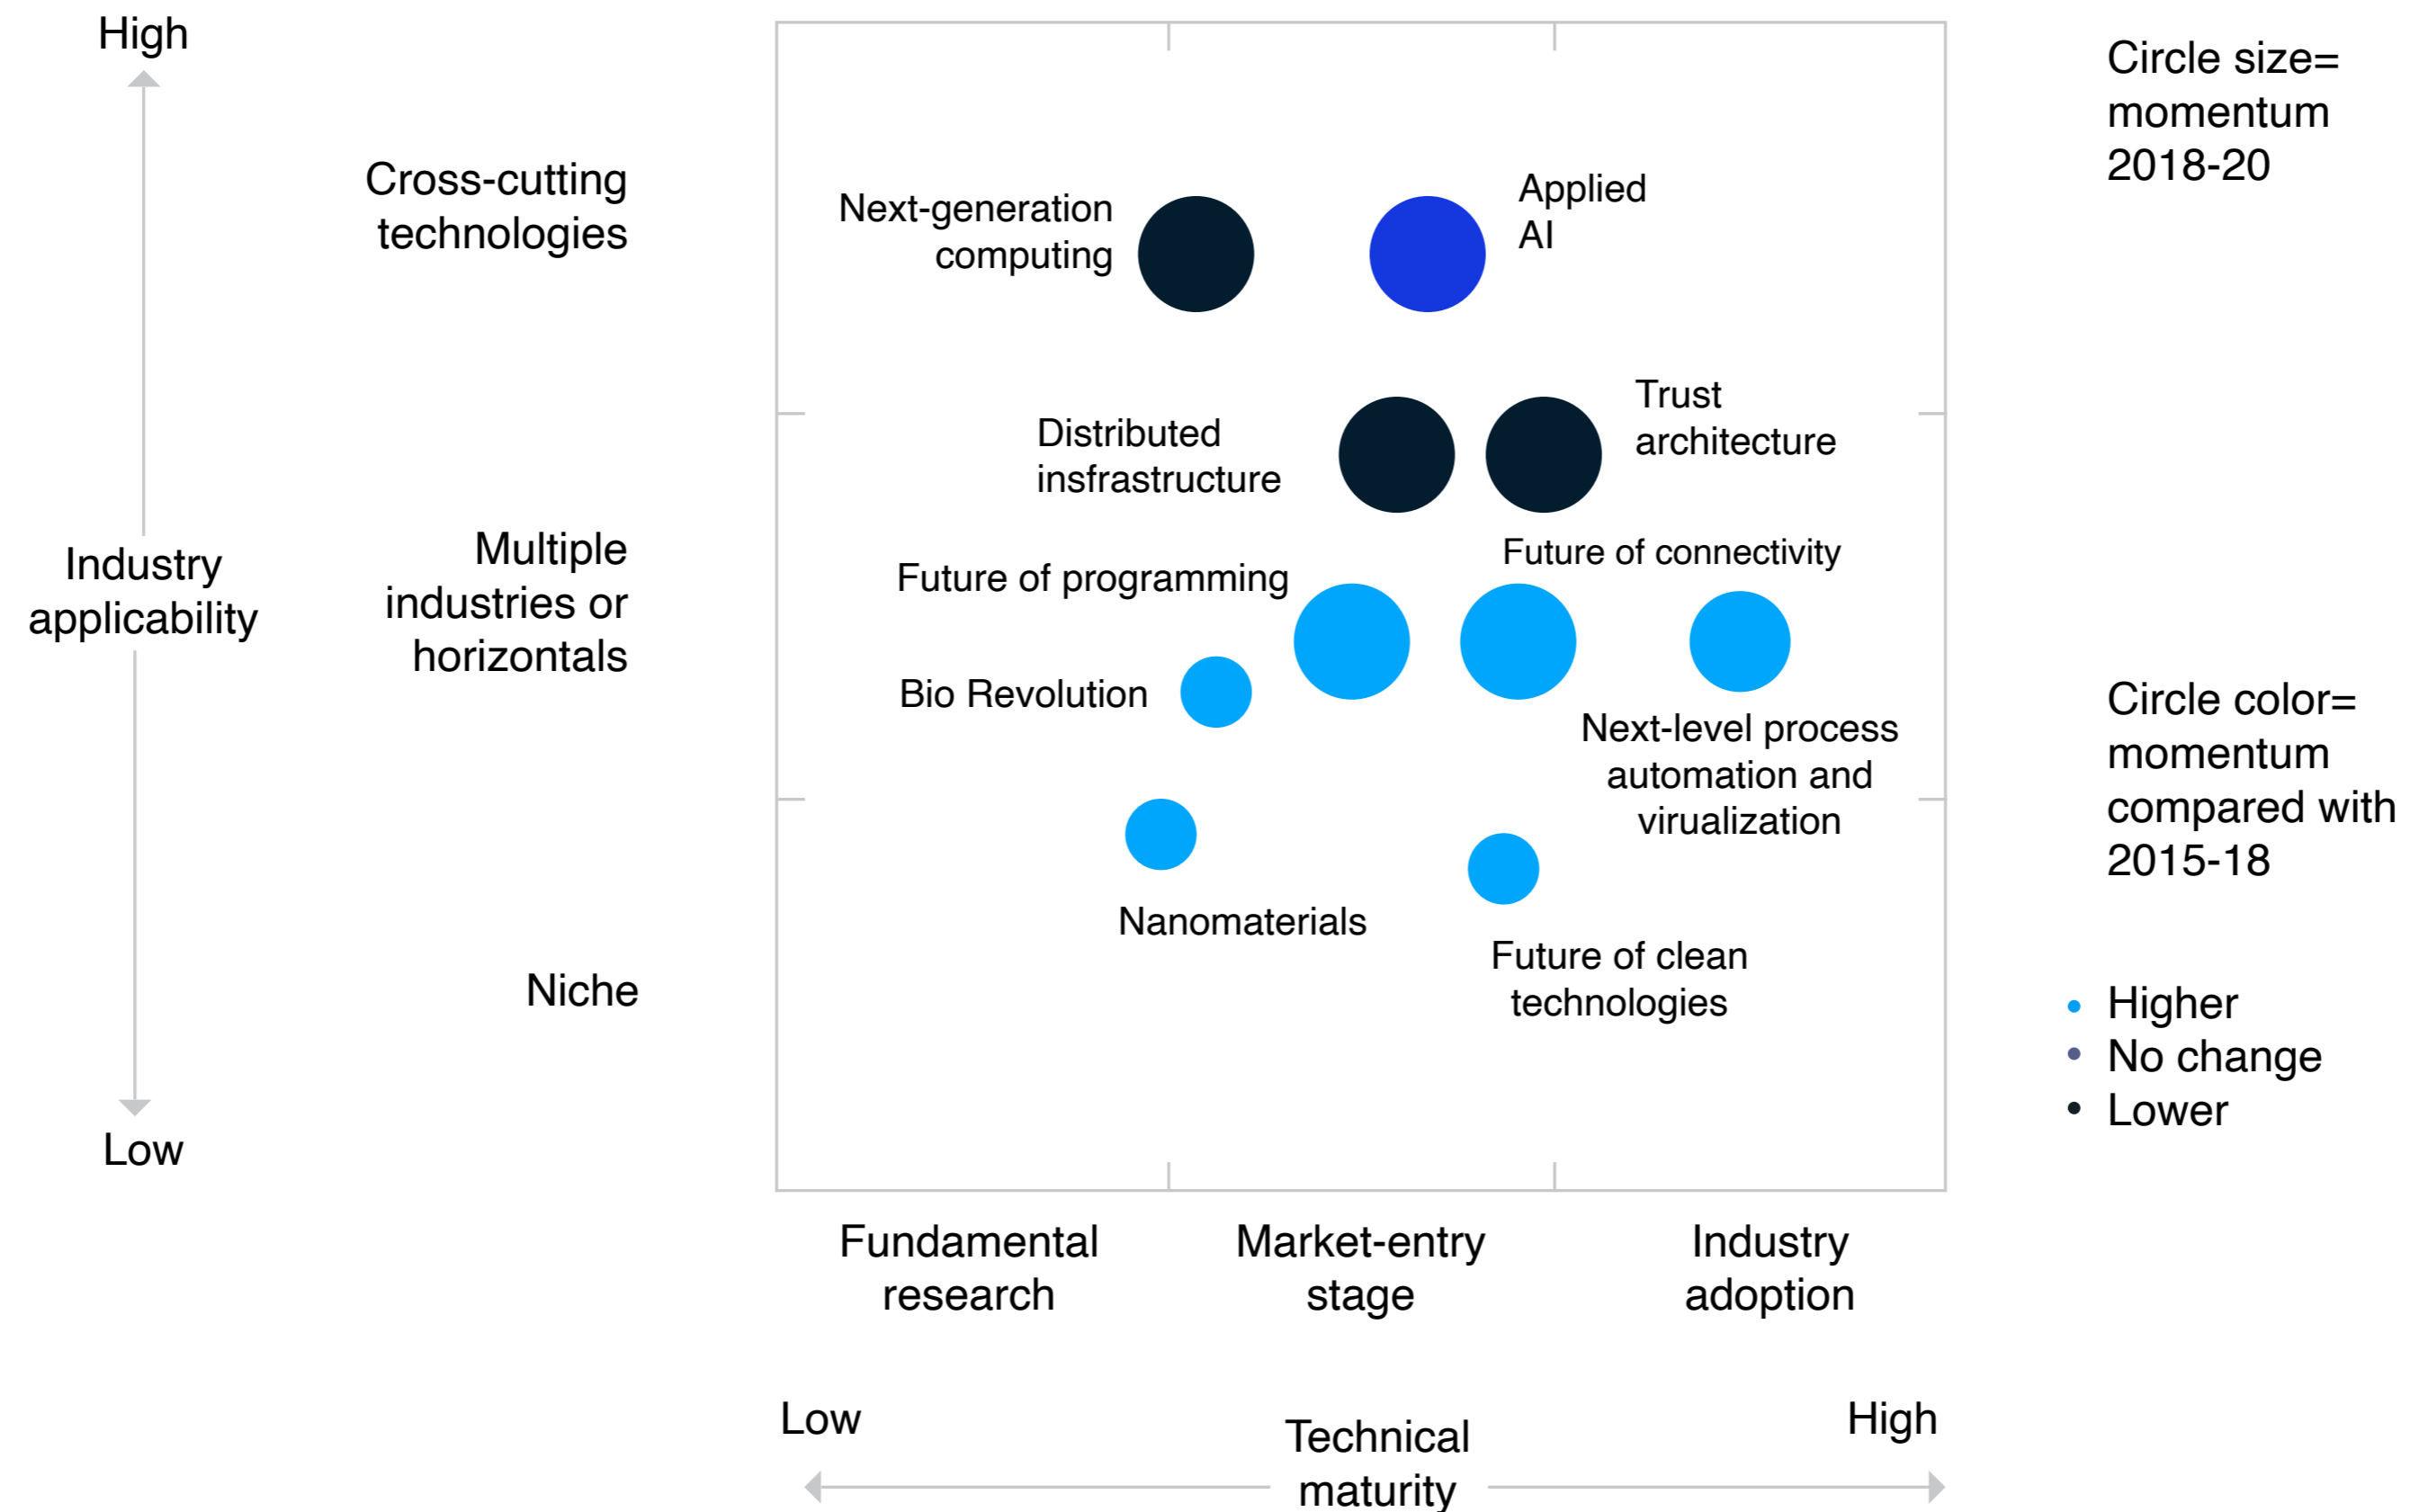 High
Cross-cutting
technologies
Industry
applicability
Multiple
industries or
horizontals
Niche
Low
Next-generation
computing
Applied
AI
Distributed
insfrastructure
Trust
architecture
Future of programming
Future of connectivity
Bio Revolution
Next-level process
automation and
virualization
Nanomaterials
Future of clean
technologies
Circle size=
momentum
2018-20
Circle color=
momentum
compared with
2015-18
Higher
No change
Lower
Fundamental
research
Market-entry
stage
Industry
adoption
Low
Technical
maturity
High